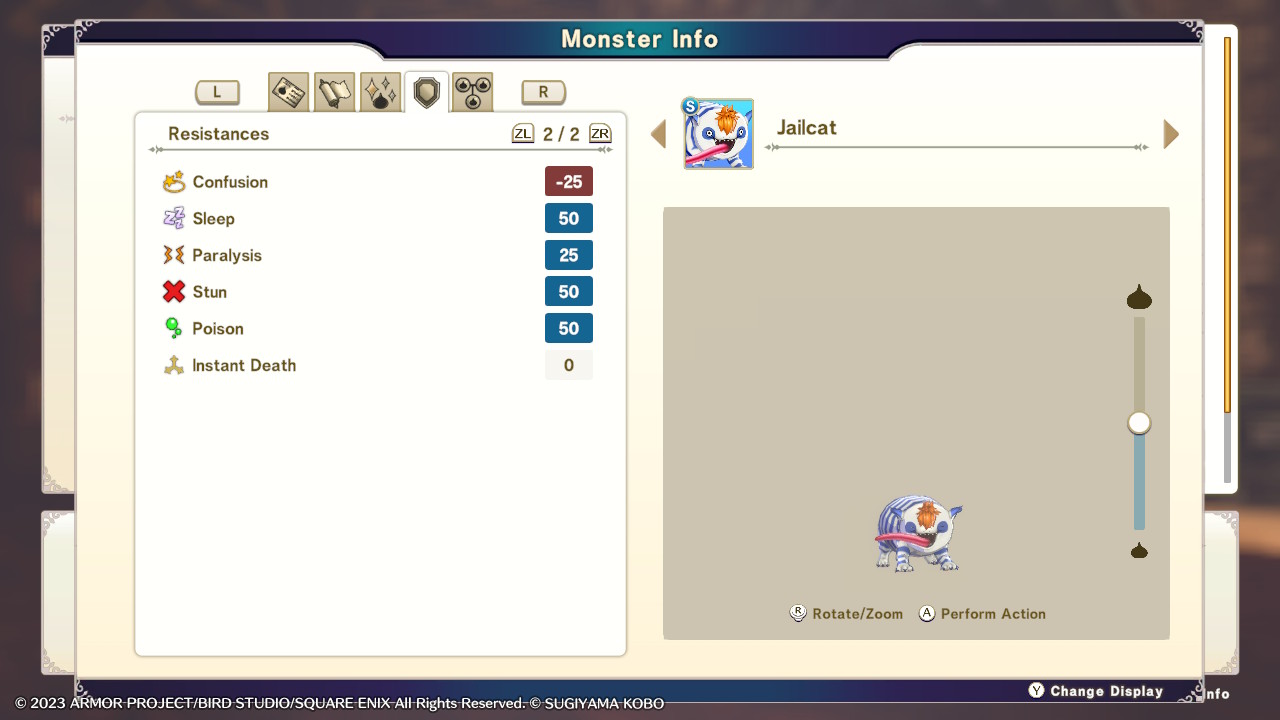 Monster Info
L
R
Resistances
ZL 2 / 2 ZR
Confusion -25
Sleep 50
Paralysis 25
Stun 50
Poison 50
Instant Death 0
S
Jailcat
R Rotate/Zoom A Perform Action
Y Change Display
nfo
© 2023 ARMOR PROJECT/BIRD STUDIO/SQUARE ENIX All Rights Reserved. © SUGIYAMA KOBO